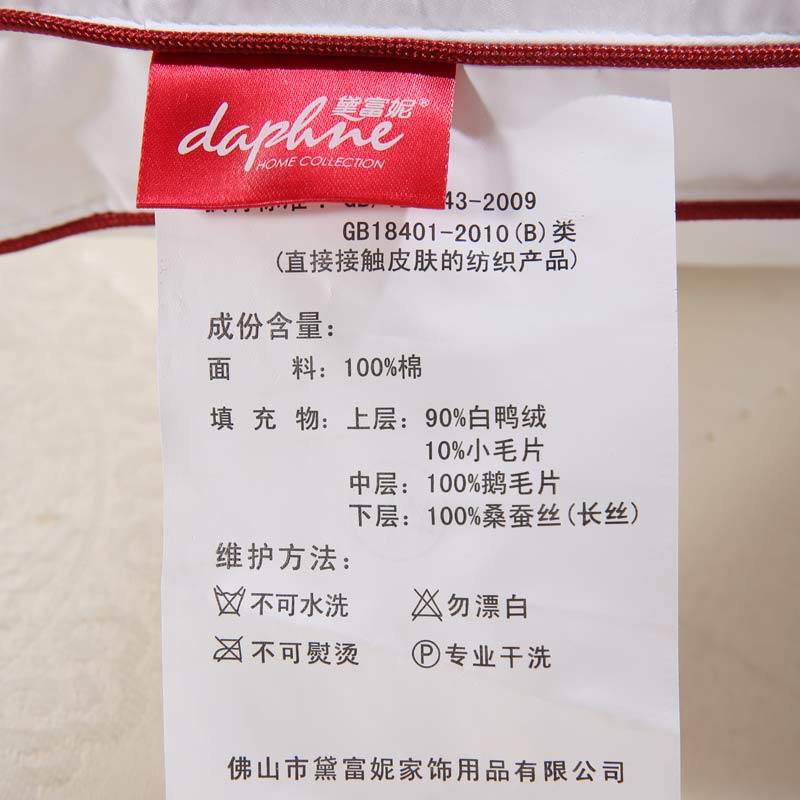 黛富妮®
daphne
HOME COLLECTION
43-2009
GB18401-2010(B)类
(直接接触皮肤的纺织产品)
成份含量:
面 料: 100%棉
填 充 物: 上层: 90%白鸭绒
10%小毛片
中层: 100%鹅毛片
下层: 100%桑蚕丝(长丝)
维护方法:
不可水洗 勿漂白
不可熨烫 Ⓟ专业干洗
佛山市黛富妮家饰用品有限公司